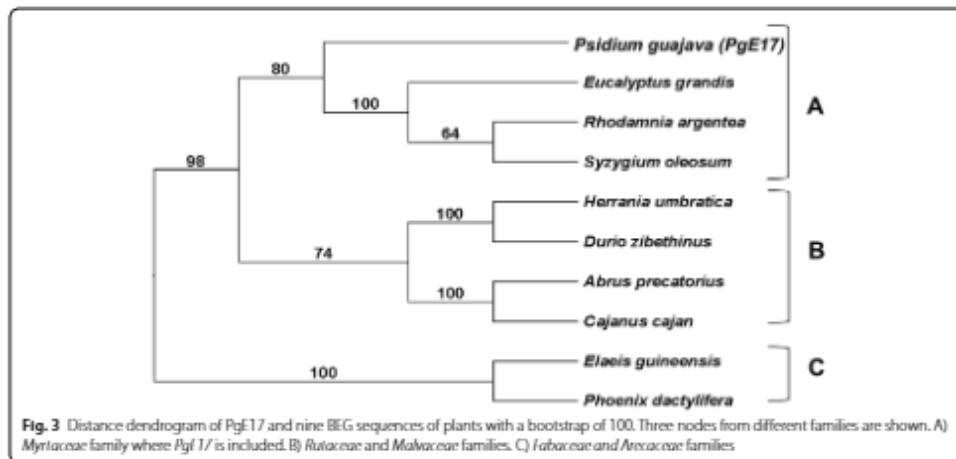 Psidium guajava (PgE17)
80
Eucalyptus grandis
100
A
Rhodamnia argentea
64
Syzygium oleosum
98
Herrania umbratica
100
Durio zibethinus
74
B
Abrus precatorius
100
Cajanus cajan
Elaeis guineensis
100
C
Phoenix dactylifera
Fig. 3 Distance dendrogram of PgE17 and nine BEG sequences of plants with a bootstrap of 100. Three nodes from different families are shown. A)
Myrtaceae family where PgE17 is included. B) Rutaceae and Malvaceae families. C) Fabaceae and Arecaceae families